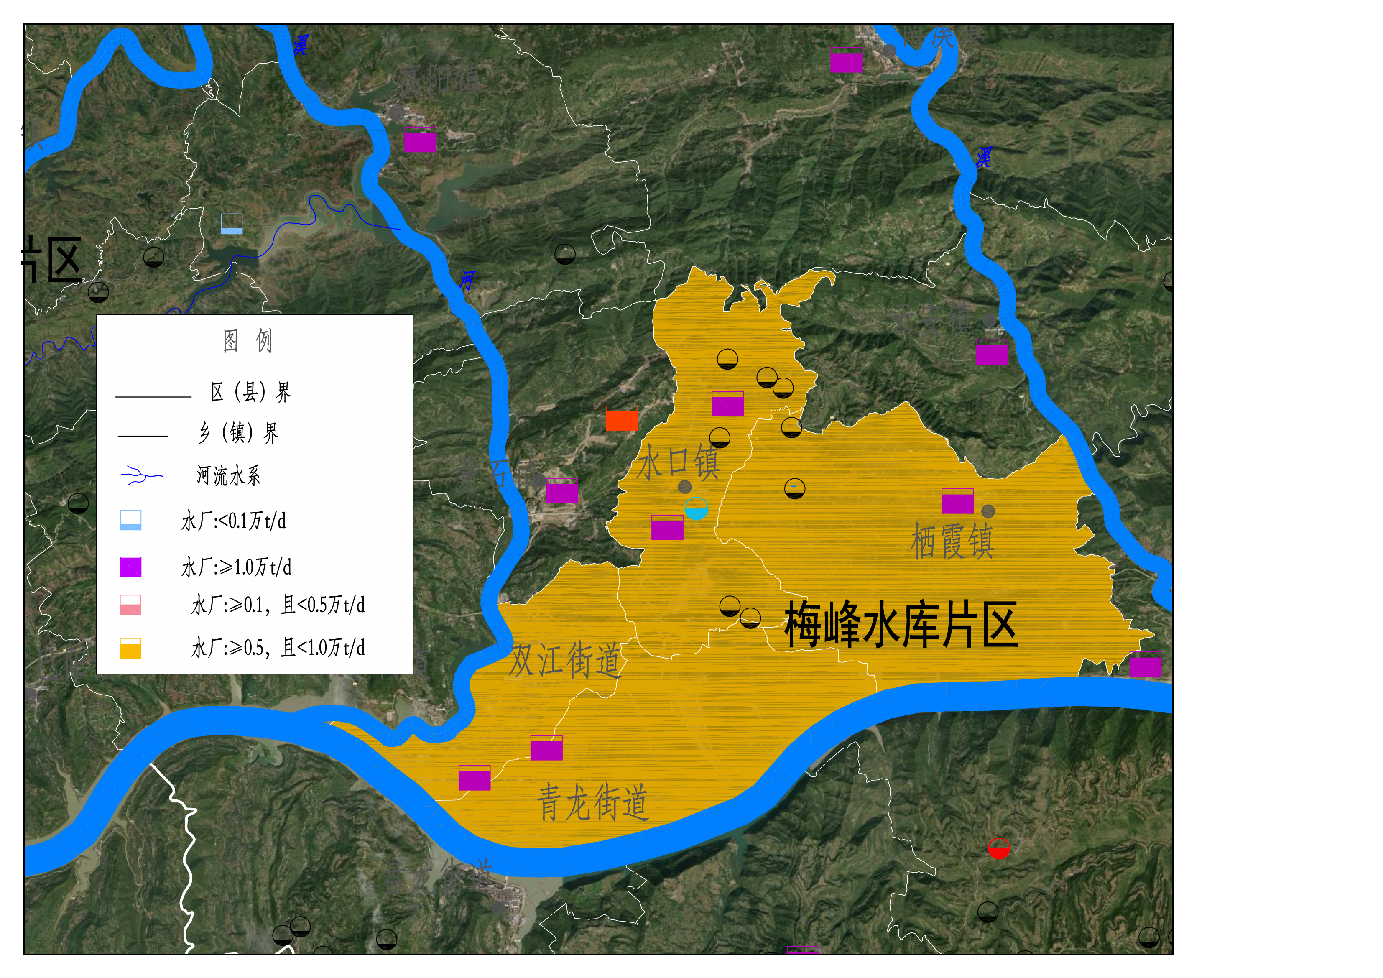 高阳镇
片区
图 例
区（县）界
乡（镇）界
河流水系
水厂:<0.1万t/d
水厂:≥1.0万t/d
水厂:≥0.1，且<0.5万t/d
水厂:≥0.5，且<1.0万t/d
水口镇
栖霞镇
梅峰水库片区
双江街道
青龙街道